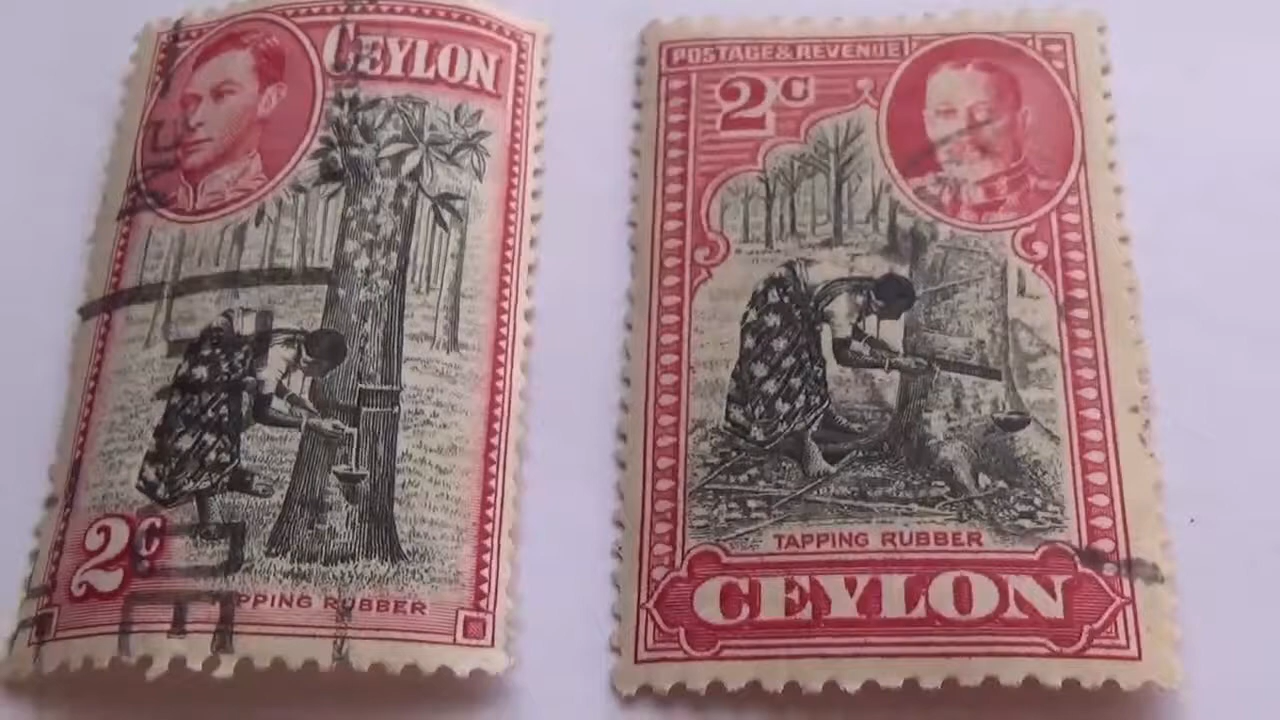 CEYLON
2C
TAPPING RUBBER
POSTAGE & REVENUE
2C
TAPPING RUBBER
CEYLON